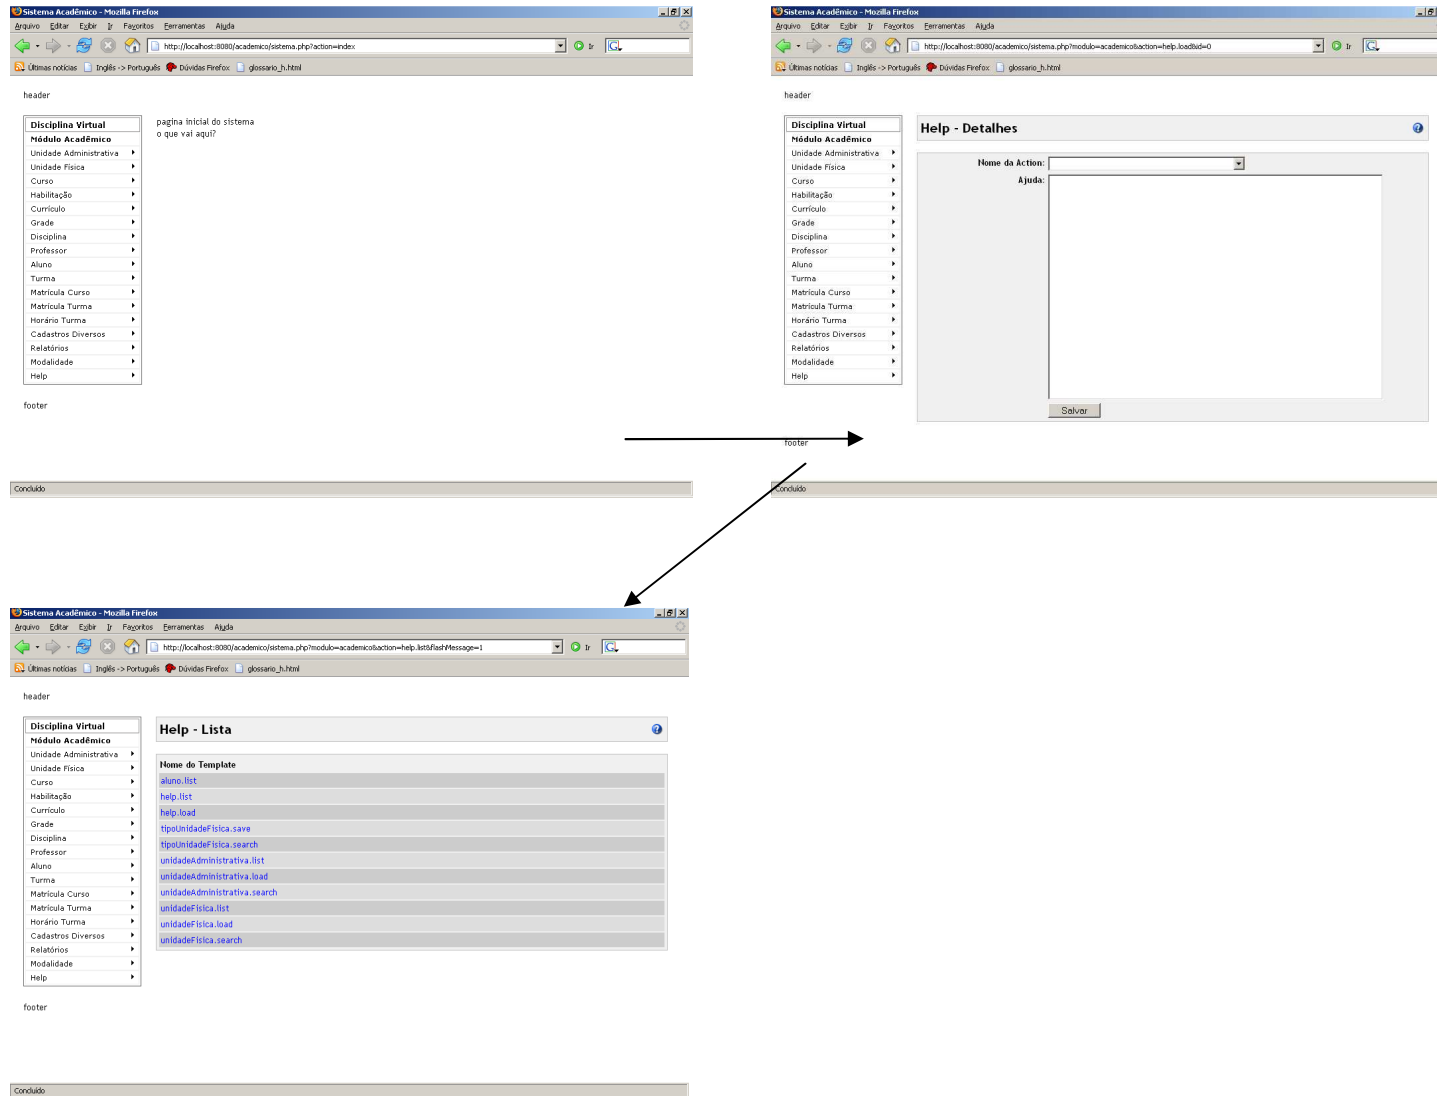 Sistema Acadêmico - Mozilla Firefox
Arquivo Editar Exibir Ir Favoritos Ferramentas Ajuda
http://localhost:8080/academico/sistema.php?action=index
Ir
Últimas notícias Inglês -> Português Dúvidas Firefox glossario_h.html
header
Disciplina Virtual
Módulo Acadêmico
Unidade Administrativa
Unidade Física
Curso
Habilitação
Currículo
Grade
Disciplina
Professor
Aluno
Turma
Matrícula Curso
Matrícula Turma
Horário Turma
Cadastros Diversos
Relatórios
Modalidade
Help
pagina inicial do sistema
o que vai aqui?
footer
Concluído
Sistema Acadêmico - Mozilla Firefox
Arquivo Editar Exibir Ir Favoritos Ferramentas Ajuda
http://localhost:8080/academico/sistema.php?modulo=academico&action=help.load&id=0
Ir
Últimas notícias Inglês -> Português Dúvidas Firefox glossario_h.html
header
Disciplina Virtual
Módulo Acadêmico
Unidade Administrativa
Unidade Física
Curso
Habilitação
Currículo
Grade
Disciplina
Professor
Aluno
Turma
Matrícula Curso
Matrícula Turma
Horário Turma
Cadastros Diversos
Relatórios
Modalidade
Help
Help - Detalhes
Nome da Action:
Ajuda:
Salvar
footer
Concluído
Sistema Acadêmico - Mozilla Firefox
Arquivo Editar Exibir Ir Favoritos Ferramentas Ajuda
http://localhost:8080/academico/sistema.php?modulo=academico&action=help.list&flashMessage=1
Ir
Últimas notícias Inglês -> Português Dúvidas Firefox glossario_h.html
header
Disciplina Virtual
Módulo Acadêmico
Unidade Administrativa
Unidade Física
Curso
Habilitação
Currículo
Grade
Disciplina
Professor
Aluno
Turma
Matrícula Curso
Matrícula Turma
Horário Turma
Cadastros Diversos
Relatórios
Modalidade
Help
Help - Lista
Nome do Template
aluno.list
help.list
help.load
tipoUnidadeFisica.save
tipoUnidadeFisica.search
unidadeAdministrativa.list
unidadeAdministrativa.load
unidadeAdministrativa.search
unidadeFisica.list
unidadeFisica.load
unidadeFisica.search
footer
Concluído